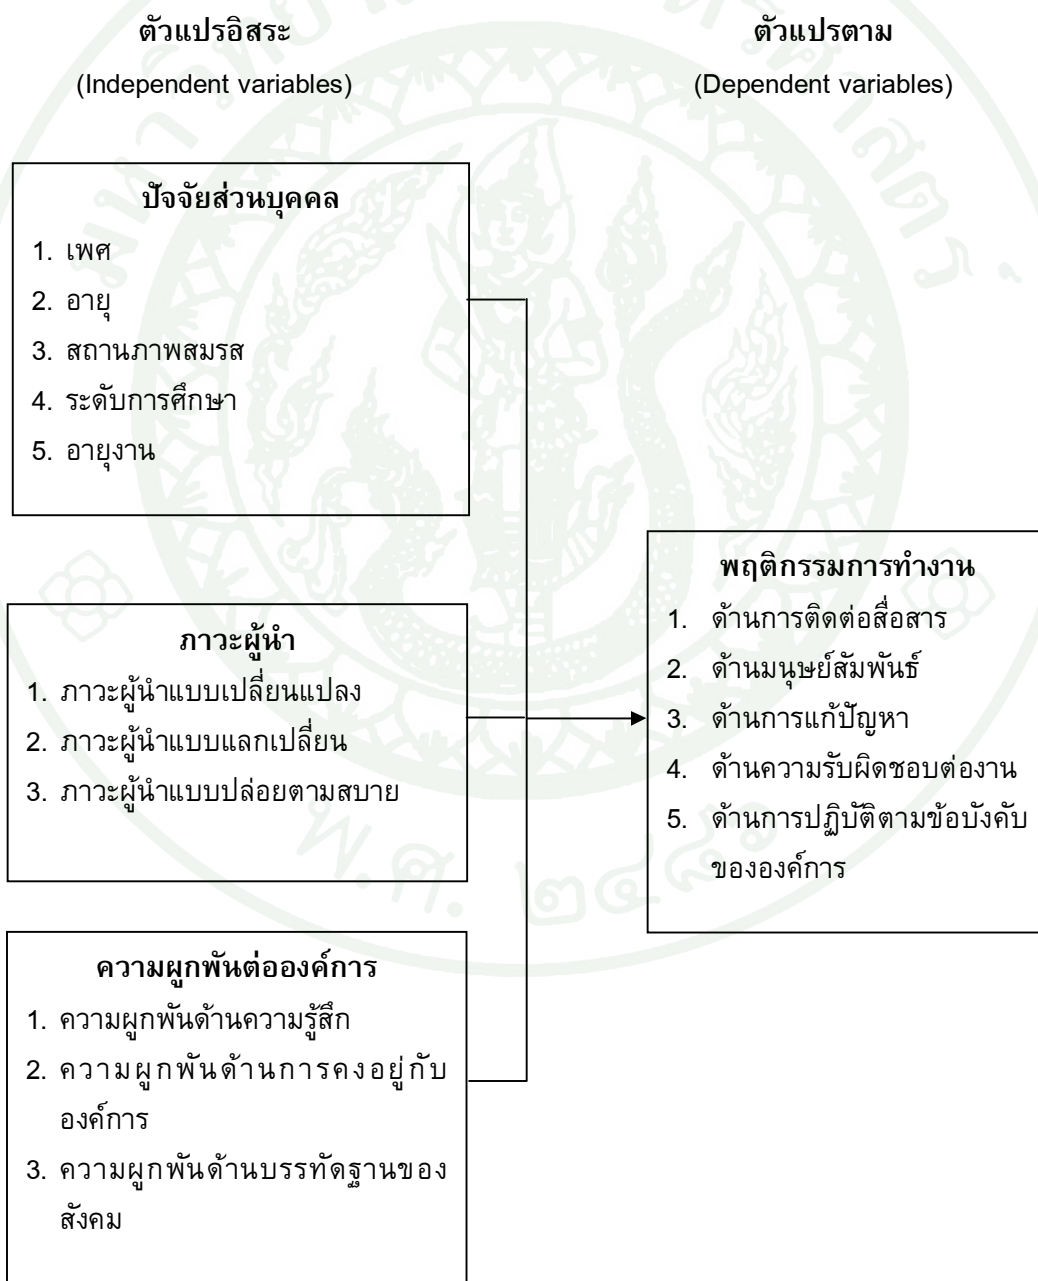 ตัวแปรอิสระ
(Independent variables)
ตัวแปรตาม
(Dependent variables)
ปัจจัยส่วนบุคคล
1. เพศ
2. อายุ
3. สถานภาพสมรส
4. ระดับการศึกษา
5. อายุงาน
ภาวะผู้นำ
1. ภาวะผู้นำแบบเปลี่ยนแปลง
2. ภาวะผู้นำแบบแลกเปลี่ยน
3. ภาวะผู้นำแบบปล่อยตามสบาย
ความผูกพันต่อองค์การ
1. ความผูกพันด้านความรู้สึก
2. ความผูกพันด้านการคงอยู่กับ
องค์การ
3. ความผูกพันด้านบรรทัดฐานของ
สังคม
พฤติกรรมการทำงาน
1. ด้านการติดต่อสื่อสาร
2. ด้านมนุษย์สัมพันธ์
3. ด้านการแก้ปัญหา
4. ด้านความรับผิดชอบต่องาน
5. ด้านการปฏิบัติตามข้อบังคับ
ขององค์การ
พ.ศ. ๒๔๘๖